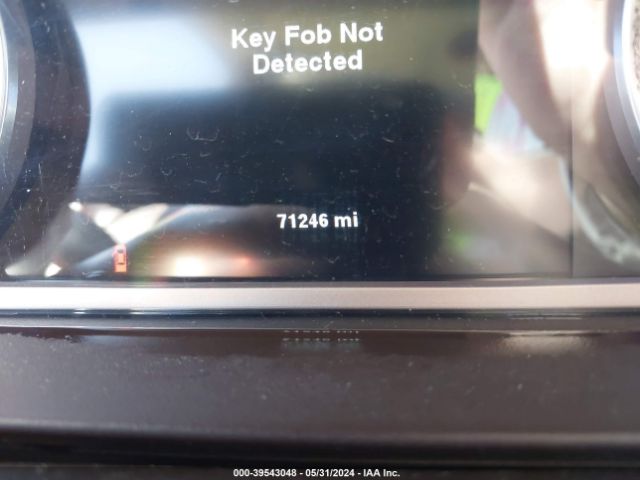 Key Fob Not
Detected
71246 mi
000-39543048 - 05/31/2024 - IAA Inc.